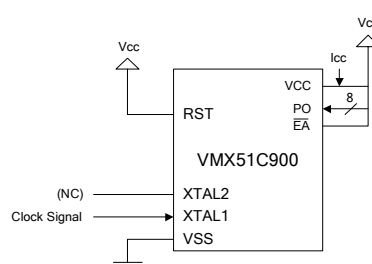 Vcc
Vcc
Icc
VCC
8
RST
PO
EA
VMX51C900
(NC)
XTAL2
Clock Signal
XTAL1
VSS